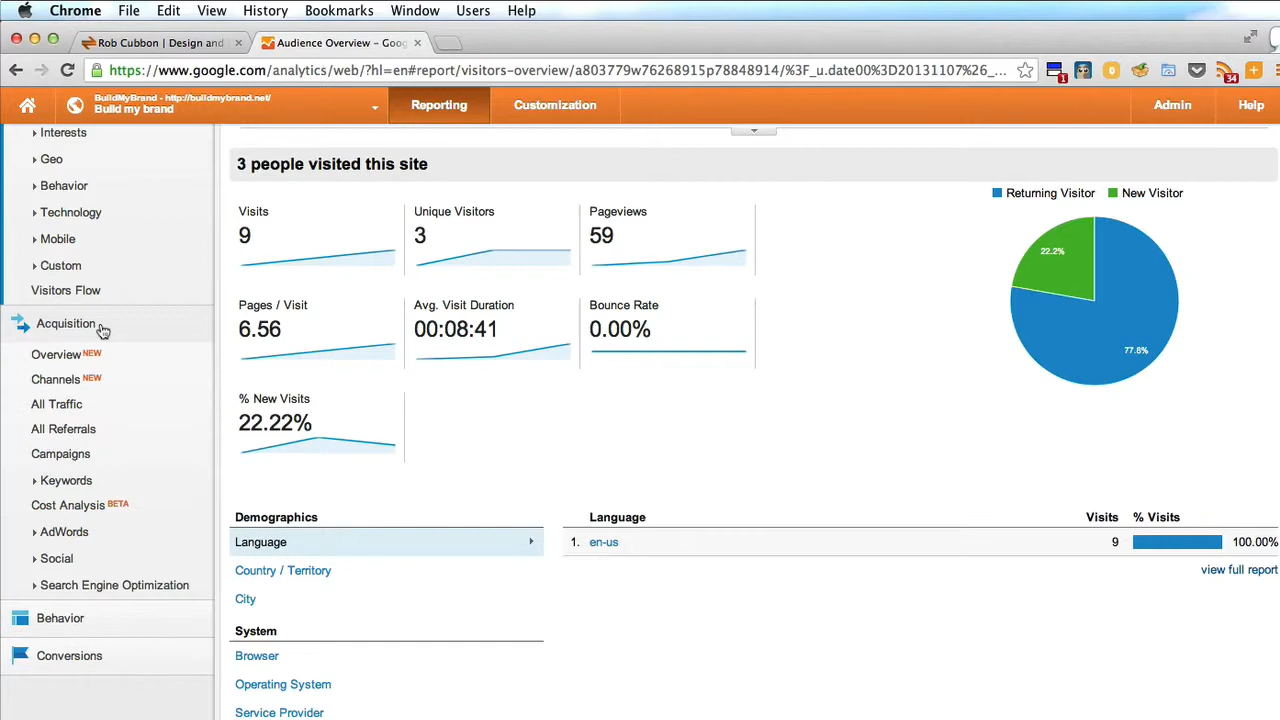 Chrome File Edit View History Bookmarks Window Users Help
Rob Cubbon | Design and
Audience Overview – Goog
https://www.google.com/analytics/web/?hl=en#report/visitors-overview/a803779w76268915p78848914/%3F_u.date00%3D20131107%26_...
1
0
34
BuildMyBrand - http://buildmybrand.net/
Build my brand
Reporting
Customization
Admin
Help
Interests
Geo
Behavior
Technology
Mobile
Custom
Visitors Flow
Acquisition
Overview NEW
Channels NEW
All Traffic
All Referrals
Campaigns
Keywords
Cost Analysis BETA
AdWords
Social
Search Engine Optimization
Behavior
Conversions
3 people visited this site
Returning Visitor
New Visitor
Visits
9
Unique Visitors
3
Pageviews
59
Pages / Visit
6.56
Avg. Visit Duration
00:08:41
Bounce Rate
0.00%
% New Visits
22.22%
22.2%
77.8%
Demographics
Language
Country / Territory
City
System
Browser
Operating System
Service Provider
Language Visits % Visits
1. en-us 9 100.00%
view full report